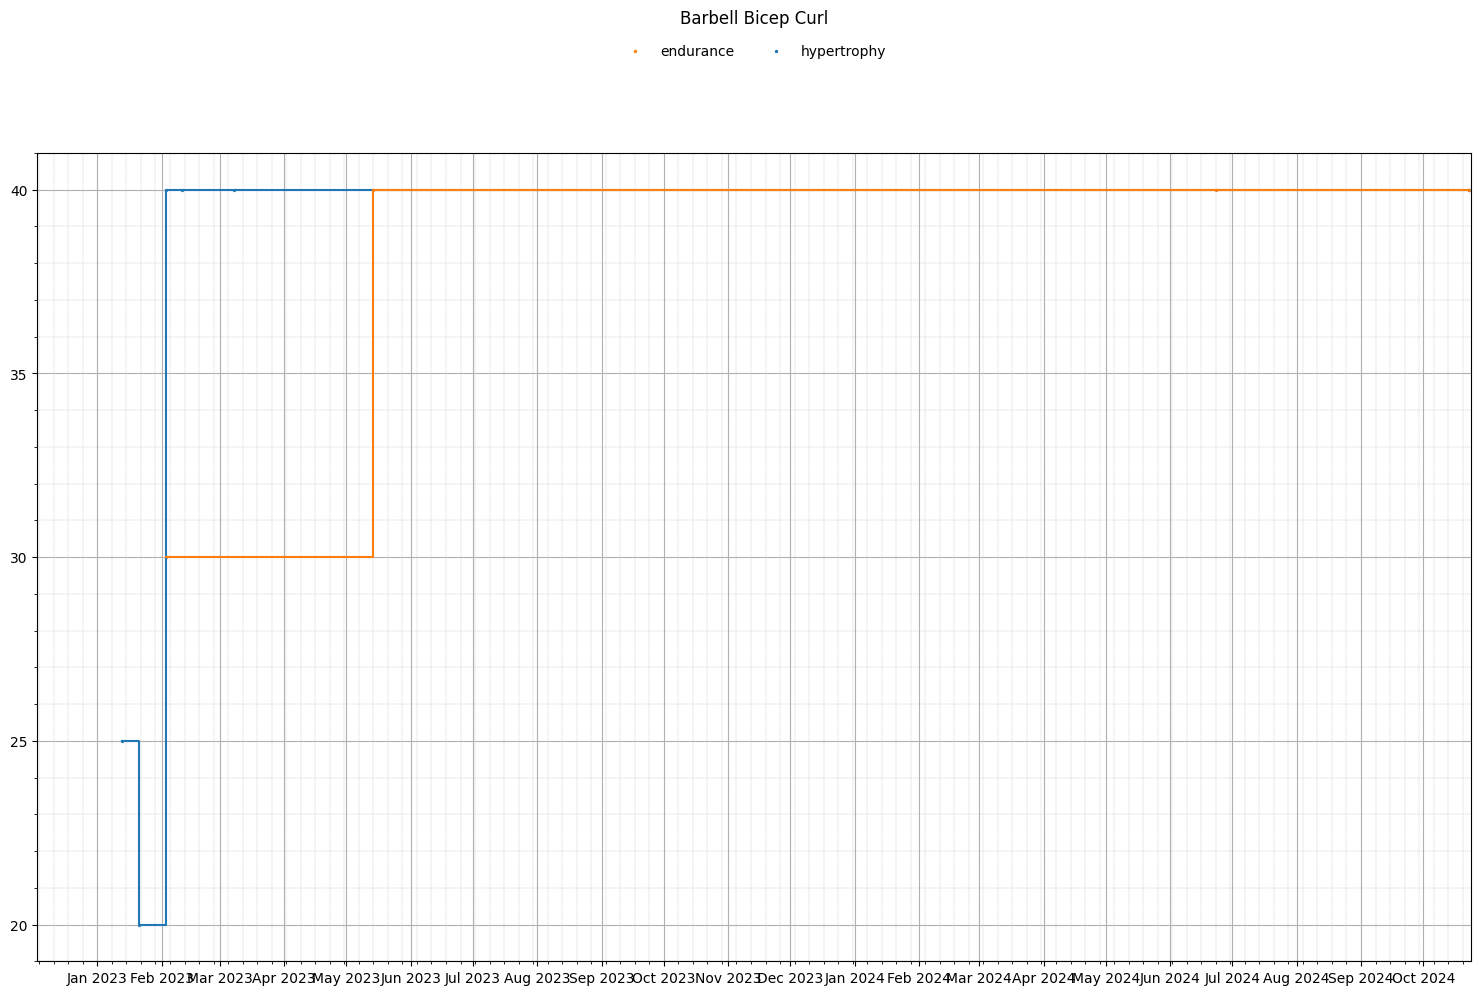 Barbell Bicep Curl
endurance hypertrophy
40
35
30
25
20
Jan 2023 Feb 2023 Mar 2023 Apr 2023 May 2023 Jun 2023 Jul 2023 Aug 2023 Sep 2023 Oct 2023 Nov 2023 Dec 2023 Jan 2024 Feb 2024 Mar 2024 Apr 2024 May 2024 Jun 2024 Jul 2024 Aug 2024 Sep 2024 Oct 2024